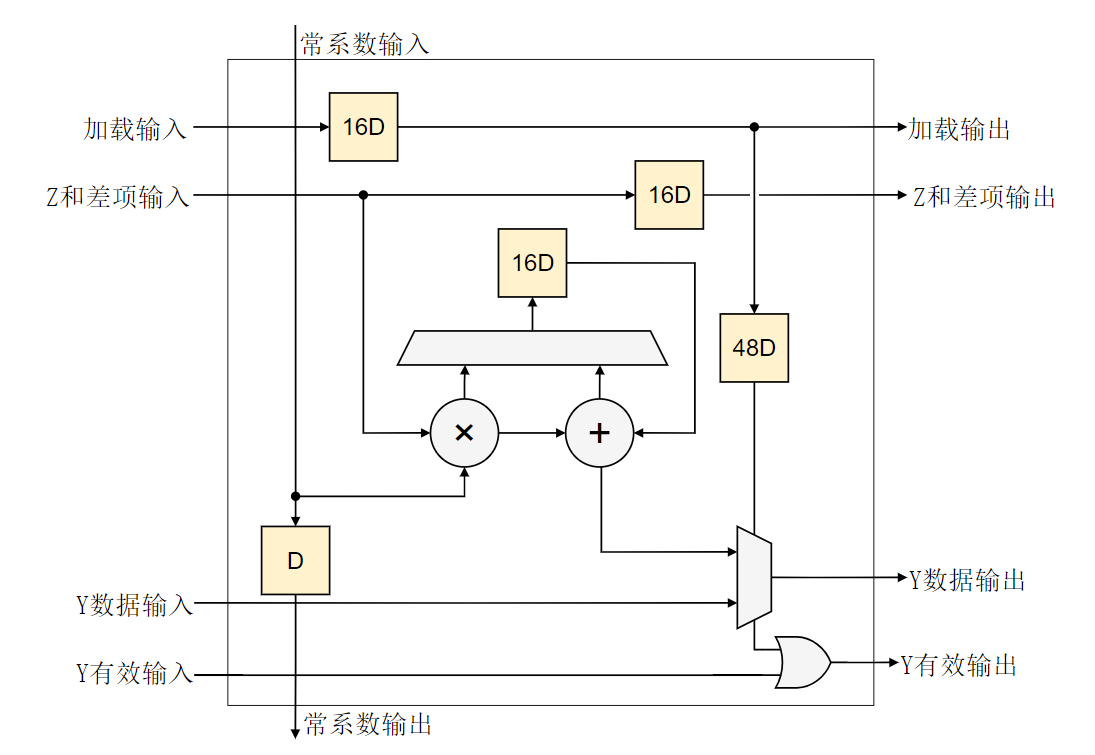 常系数输入
加载输入
16D
加载输出
Z和差项输入
16D
Z和差项输出
16D
48D
×
+
D
Y数据输入
Y数据输出
Y有效输入
Y有效输出
常系数输出